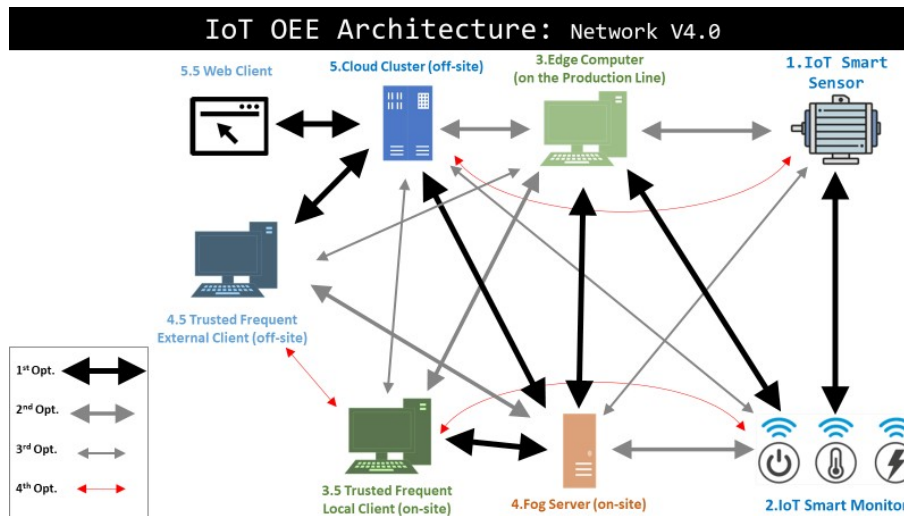 IoT OEE Architecture: Network V4.0
5.5 Web Client
5.Cloud Cluster (off-site)
3.Edge Computer
(on the Production Line)
1.IoT Smart
Sensor
4.5 Trusted Frequent
External Client (off-site)
1st Opt.
2nd Opt.
3rd Opt.
4th Opt.
3.5 Trusted Frequent
Local Client (on-site)
4.Fog Server (on-site)
2.IoT Smart Monitor